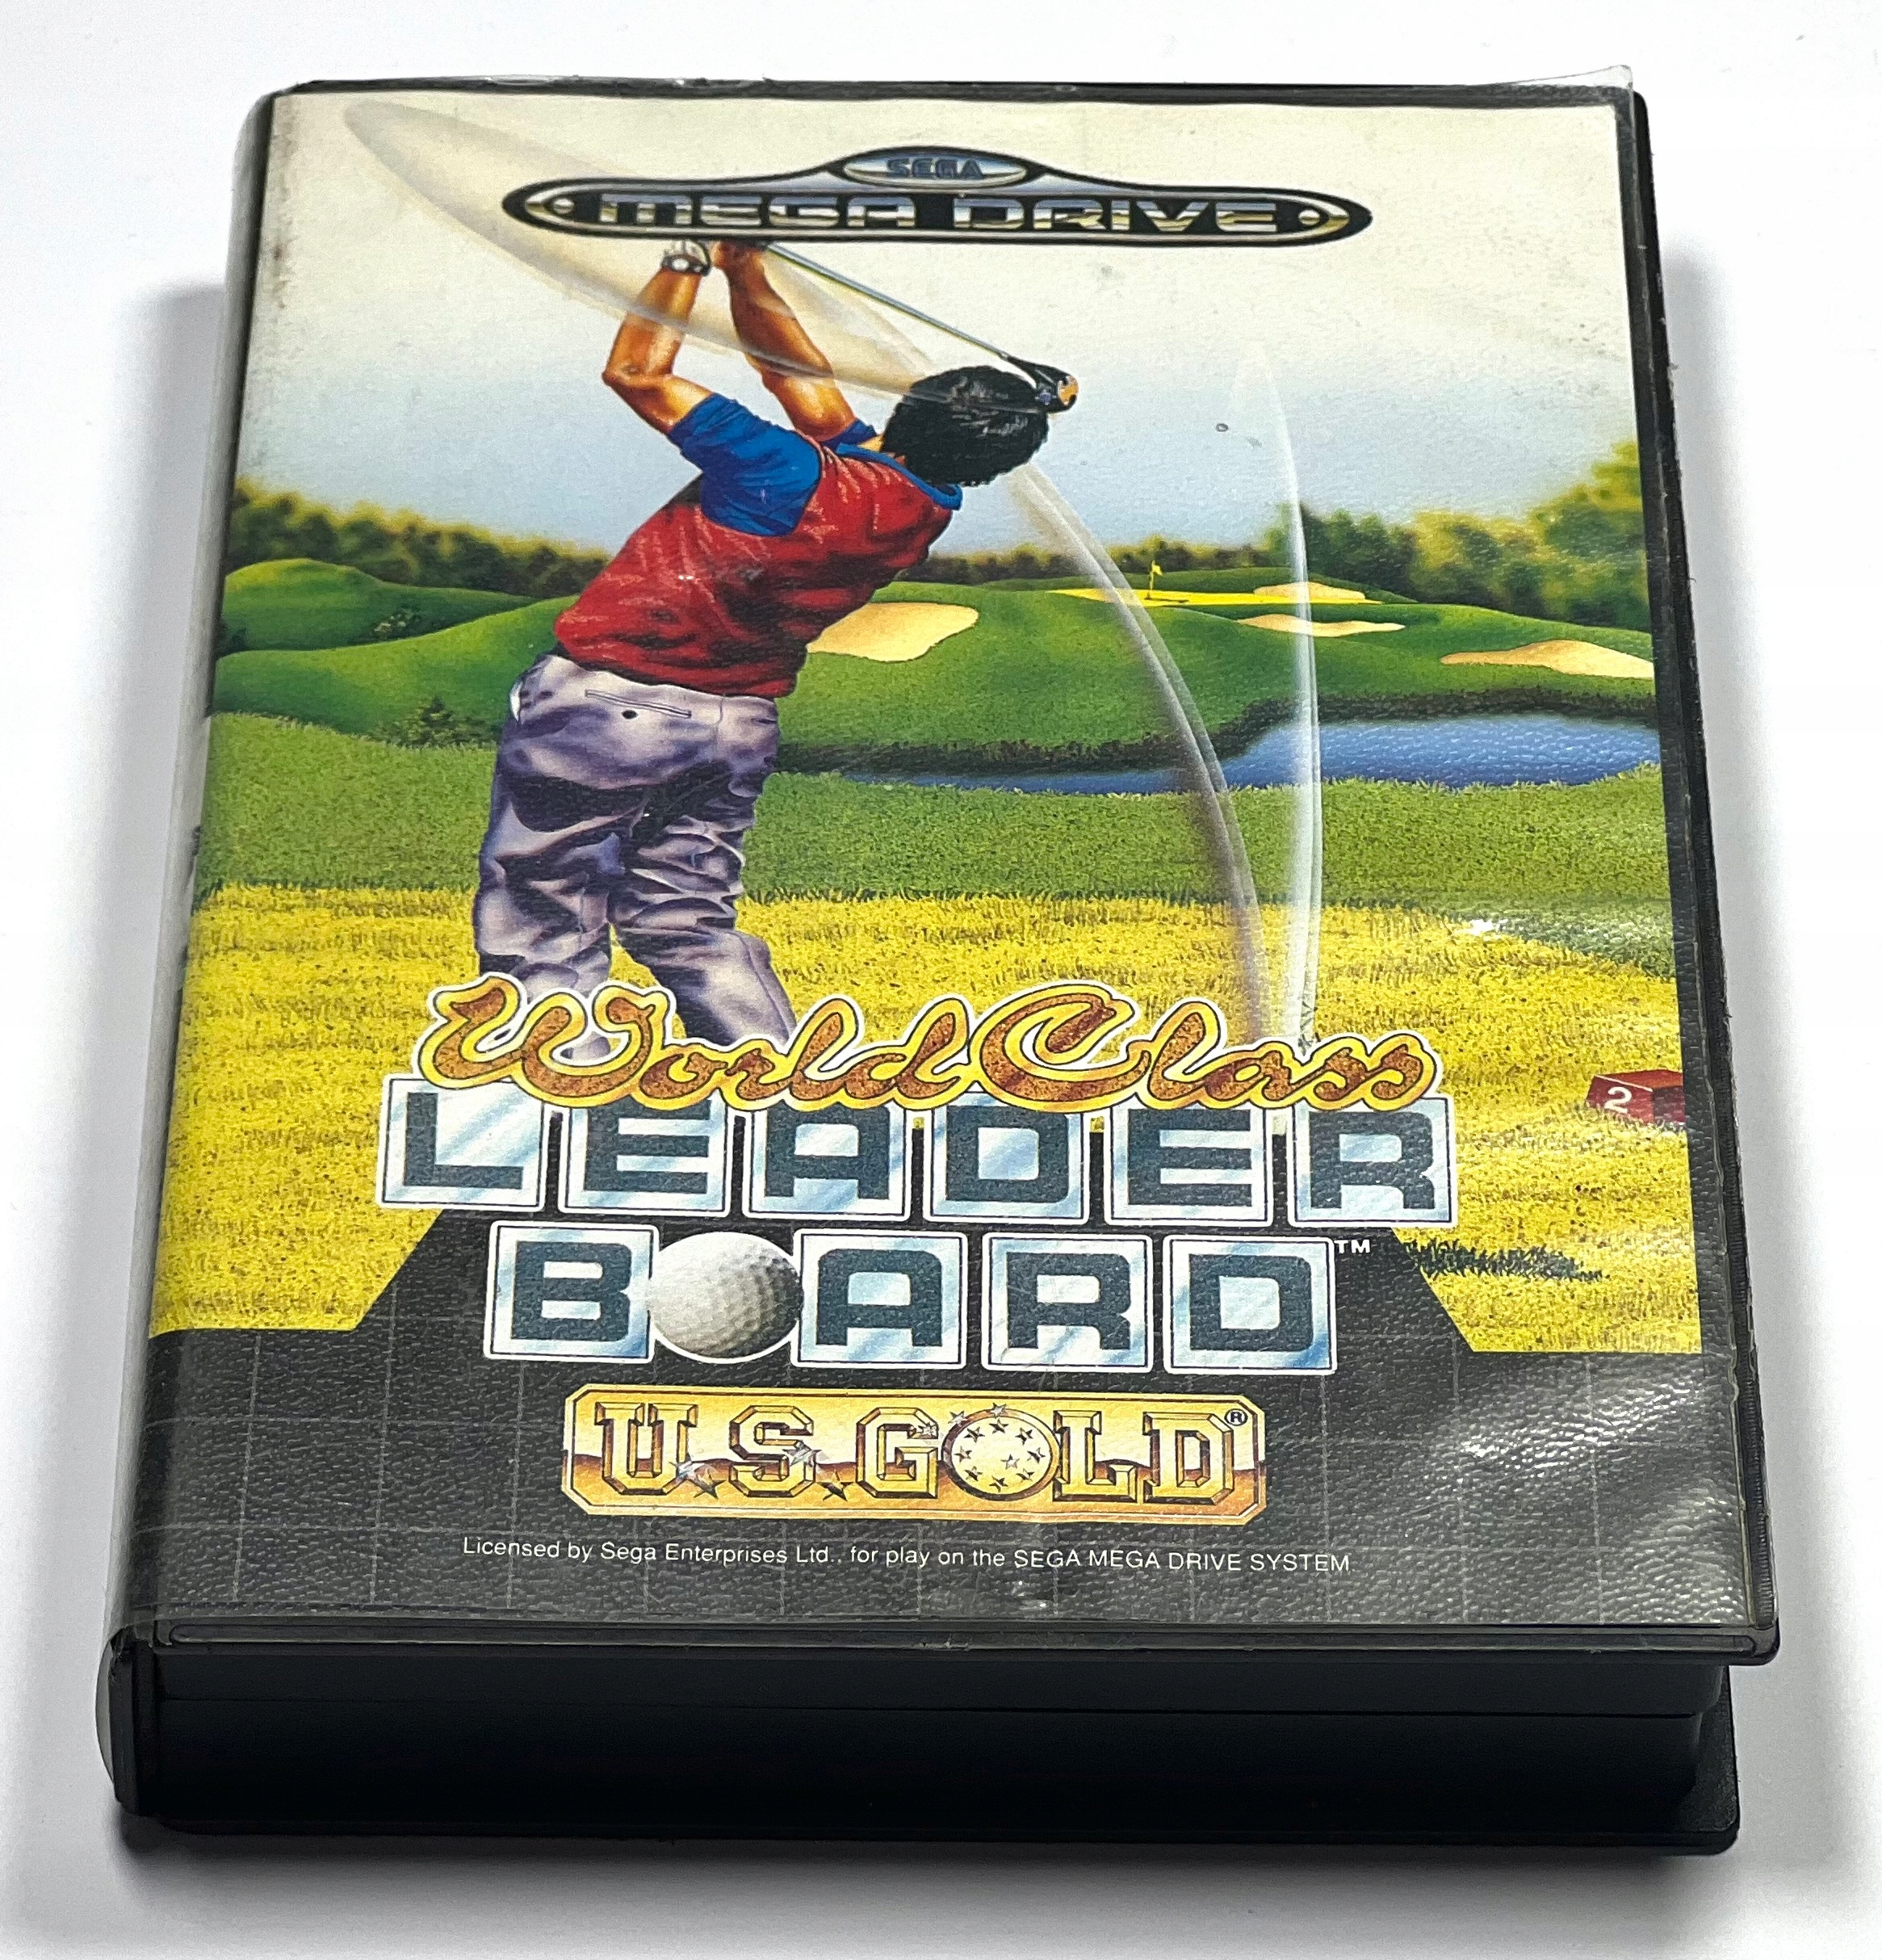 SEGA
MEGA DRIVE
World Class
LEADER
2
BOARD™
U.S.GOLD®
Licensed by Sega Enterprises Ltd., for play on the SEGA MEGA DRIVE SYSTEM